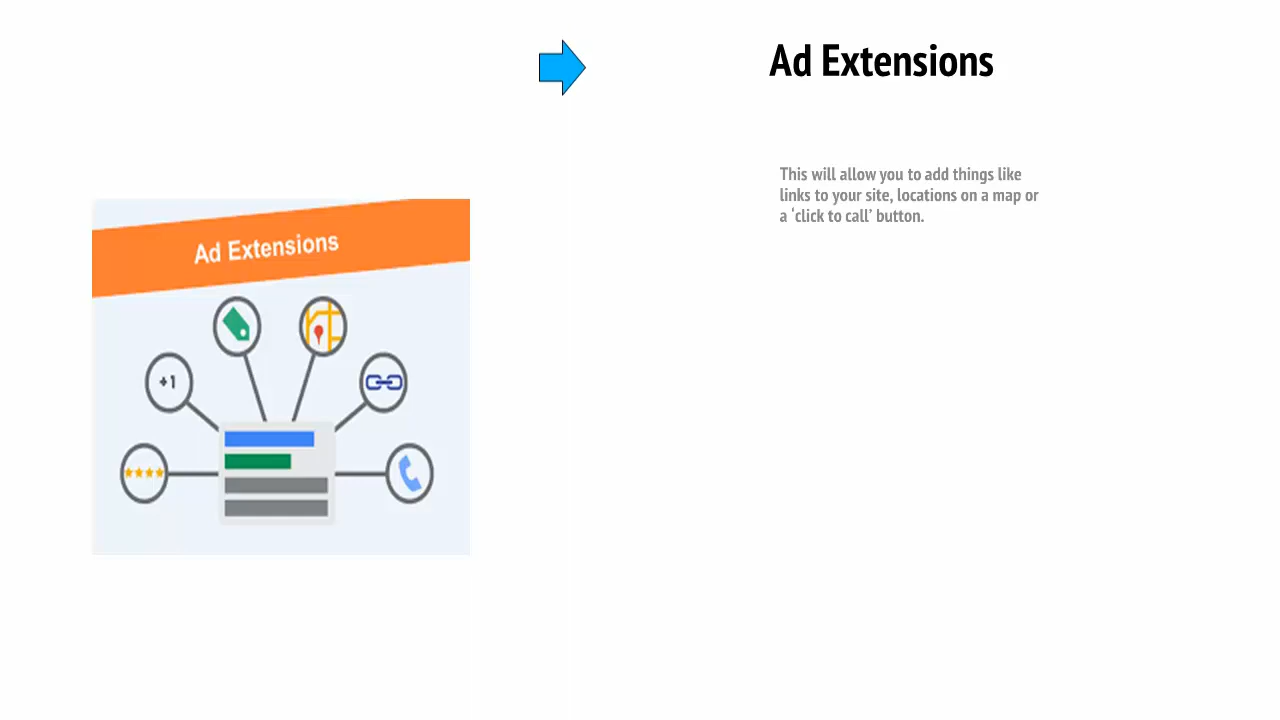 Ad Extensions
This will allow you to add things like
links to your site, locations on a map or
a ‘click to call’ button.
Ad Extensions
+1